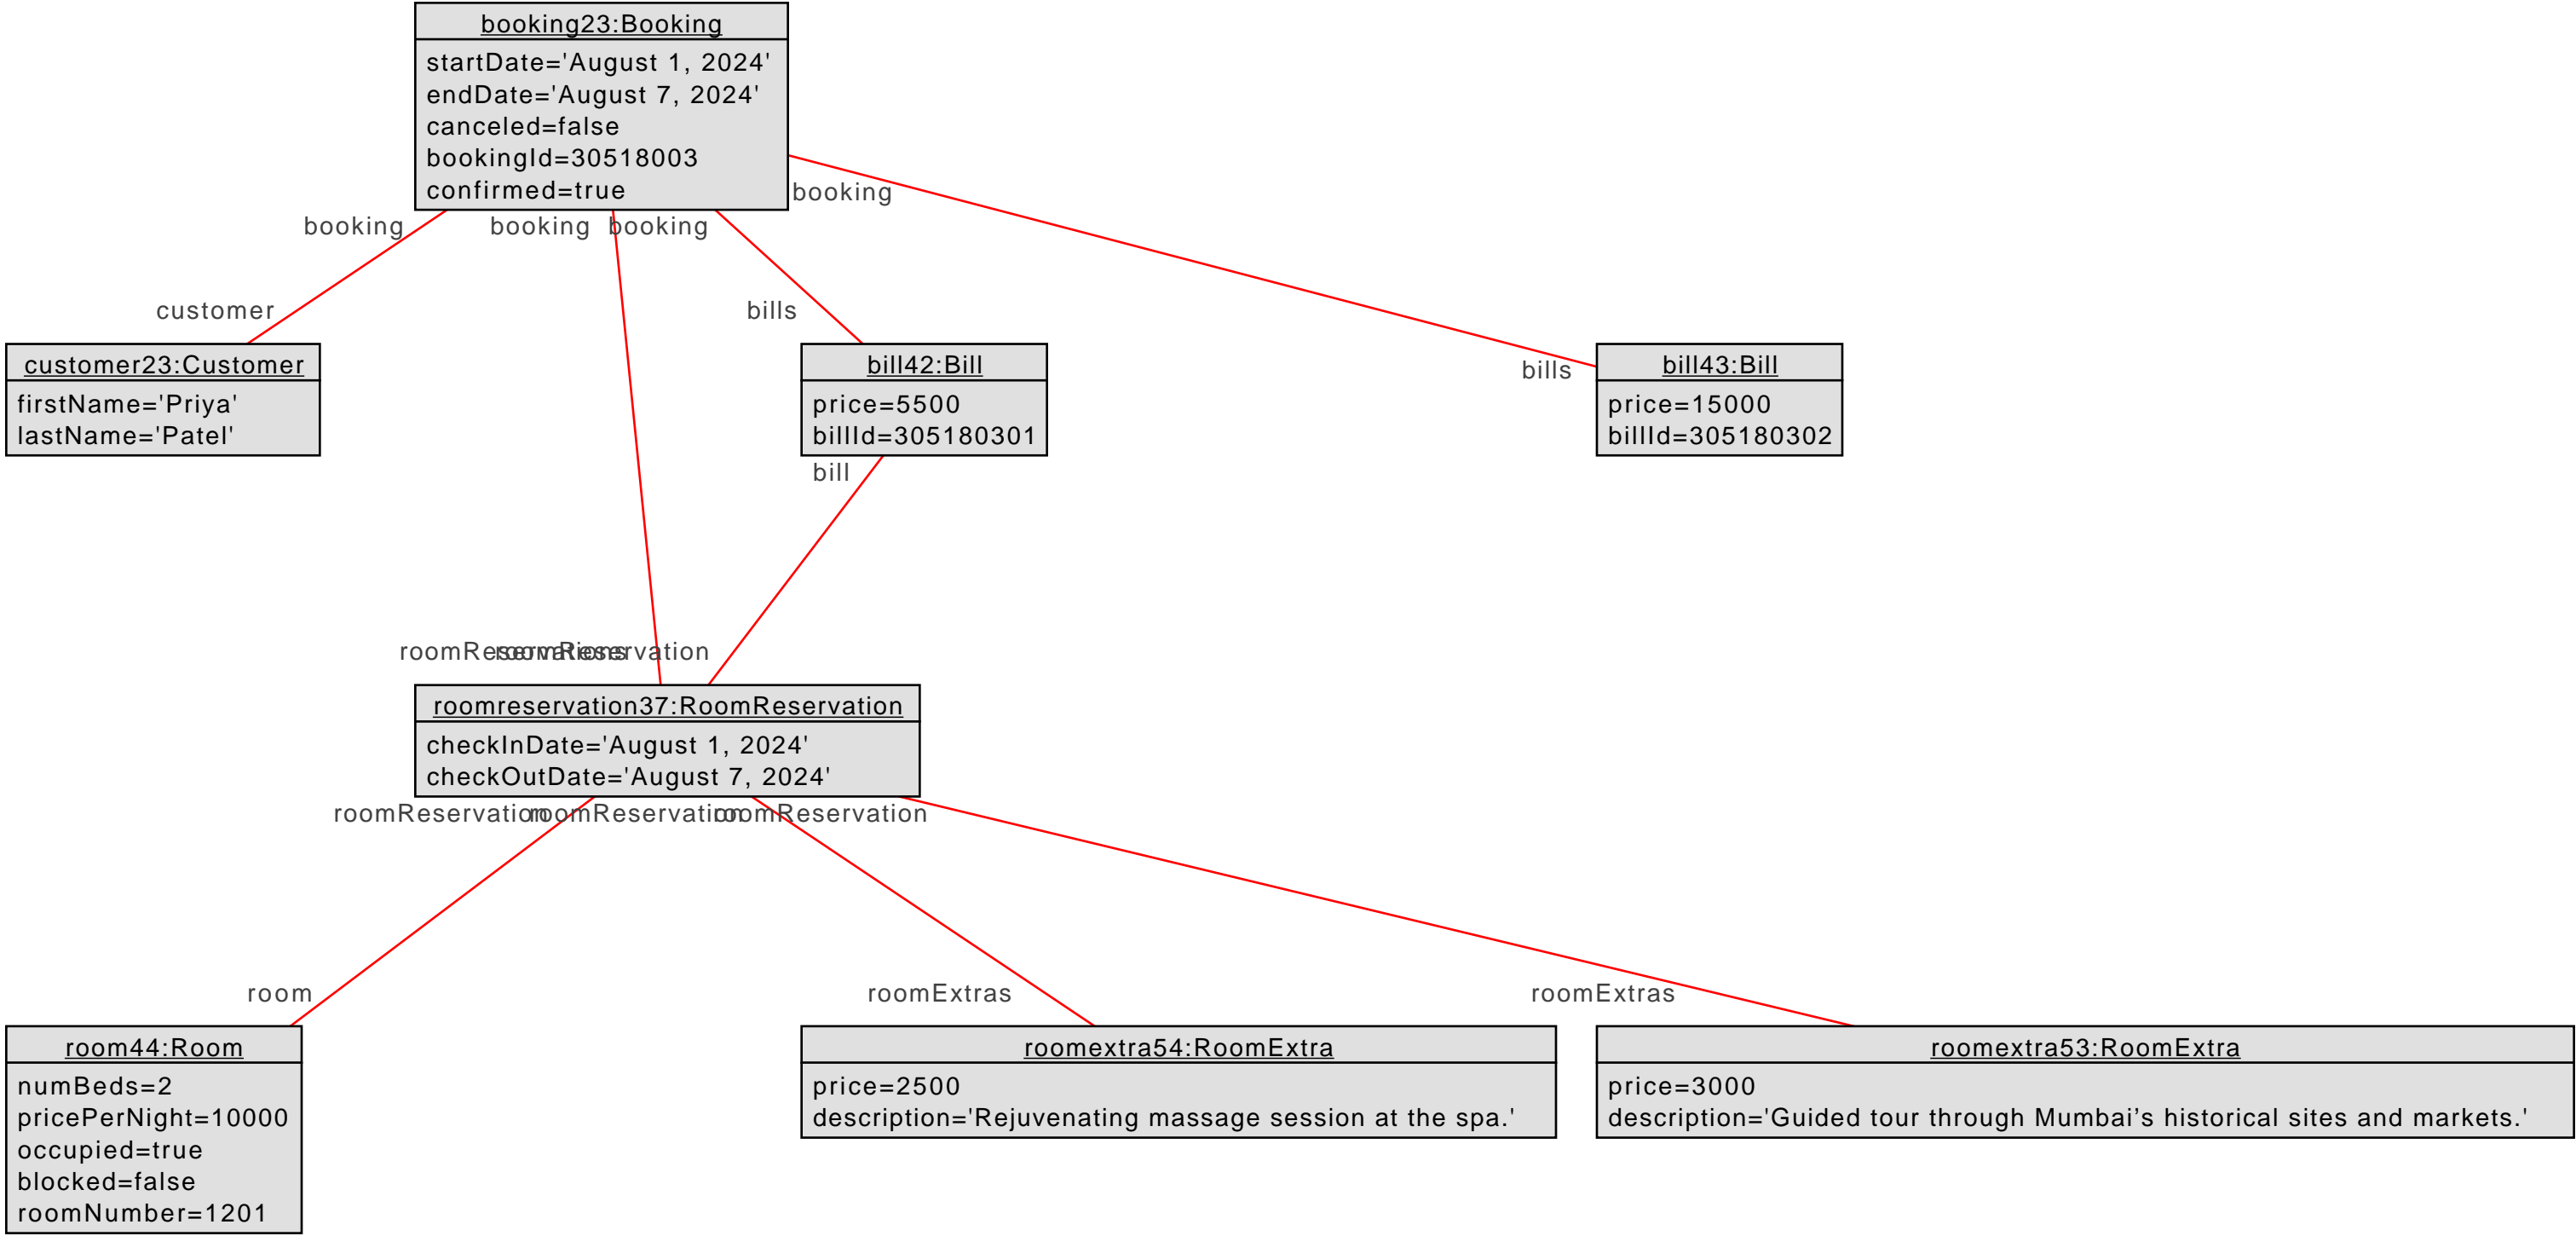 booking23:Booking
startDate='August 1, 2024'
endDate='August 7, 2024'
canceled=false
bookingId=30518003
confirmed=true
booking
booking
booking
booking
customer
bills
bills
customer23:Customer
firstName='Priya'
lastName='Patel'
bill42:Bill
price=5500
billId=305180301
bill43:Bill
price=15000
billId=305180302
bill
roomReservations
roomReservation
roomreservation37:RoomReservation
checkInDate='August 1, 2024'
checkOutDate='August 7, 2024'
roomReservation
roomReservation
roomReservation
room
roomExtras
roomExtras
room44:Room
numBeds=2
pricePerNight=10000
occupied=true
blocked=false
roomNumber=1201
roomextra54:RoomExtra
price=2500
description='Rejuvenating massage session at the spa.'
roomextra53:RoomExtra
price=3000
description='Guided tour through Mumbai’s historical sites and markets.'